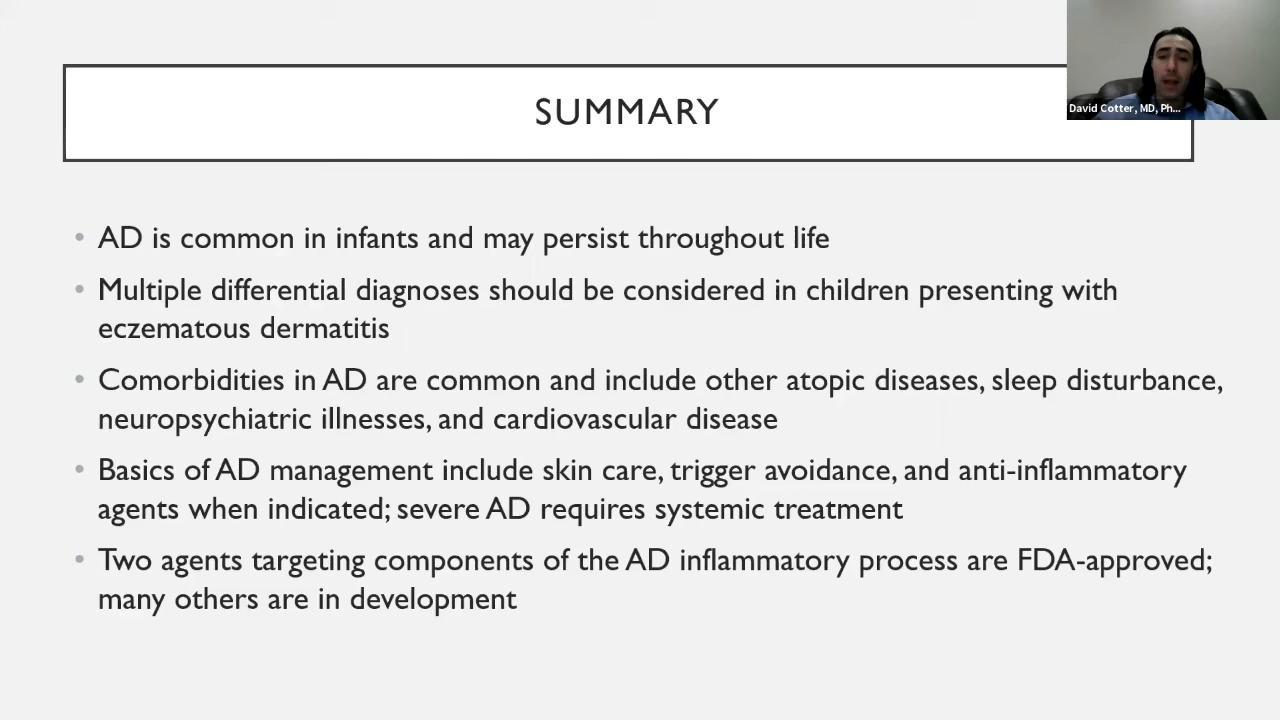 SUMMARY
David Cotter, MD, Ph...
• AD is common in infants and may persist throughout life
• Multiple differential diagnoses should be considered in children presenting with
eczematous dermatitis
• Comorbidities in AD are common and include other atopic diseases, sleep disturbance,
neuropsychiatric illnesses, and cardiovascular disease
• Basics of AD management include skin care, trigger avoidance, and anti-inflammatory
agents when indicated; severe AD requires systemic treatment
• Two agents targeting components of the AD inflammatory process are FDA-approved;
many others are in development